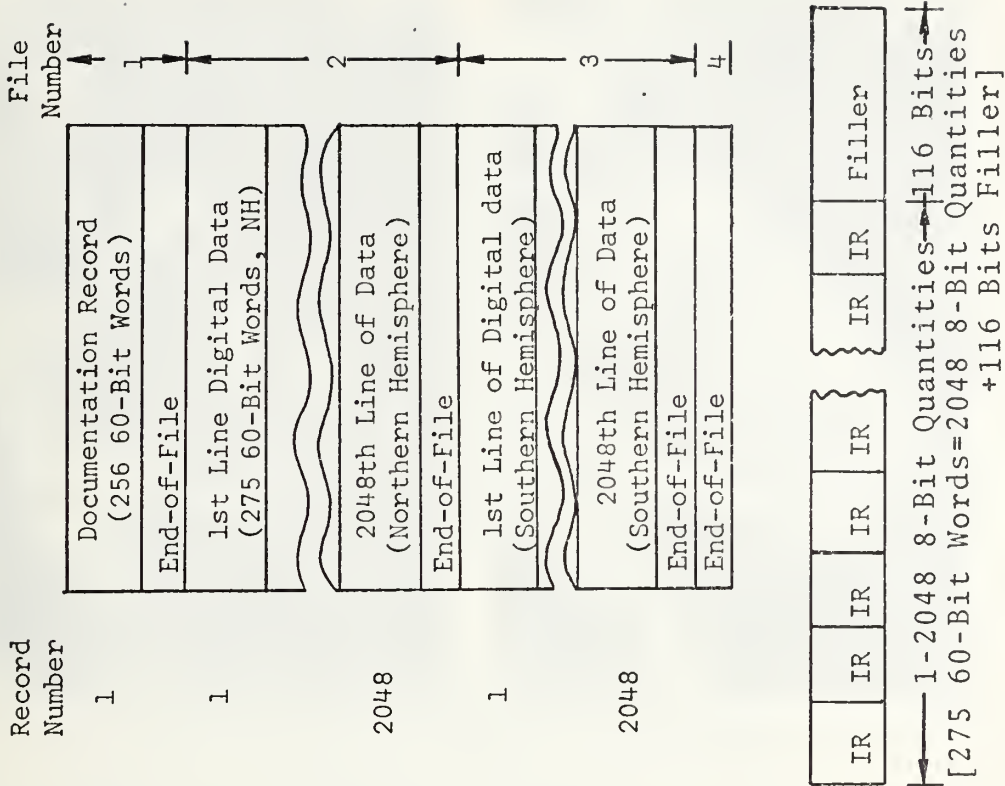 Record
Number
File
Number
1
Documentation Record
(256 60-Bit Words)
1
End-of-File
1
1st Line Digital Data
(275 60-Bit Words, NH)
2
2048
2048th Line of Data
(Northern Hemisphere)
End-of-File
1
1st Line of Digital data
(Southern Hemisphere)
3
2048
2048th Line of Data
(Southern Hemisphere)
End-of-File
End-of-File
4
IR IR IR IR IR IR IR Filler
1-2048 8-Bit Quantities 116 Bits
[275 60-Bit Words=2048 8-Bit Quantities
+116 Bits Filler]